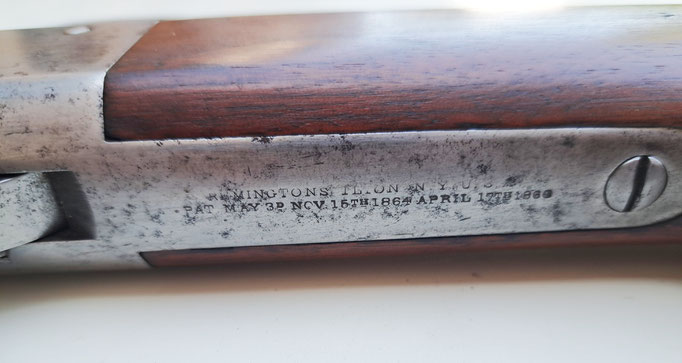 REMINGTONS ILION N.Y. U.S.A.
PAT MAY 3D NOV. 15TH 1864 APRIL 17TH 1866